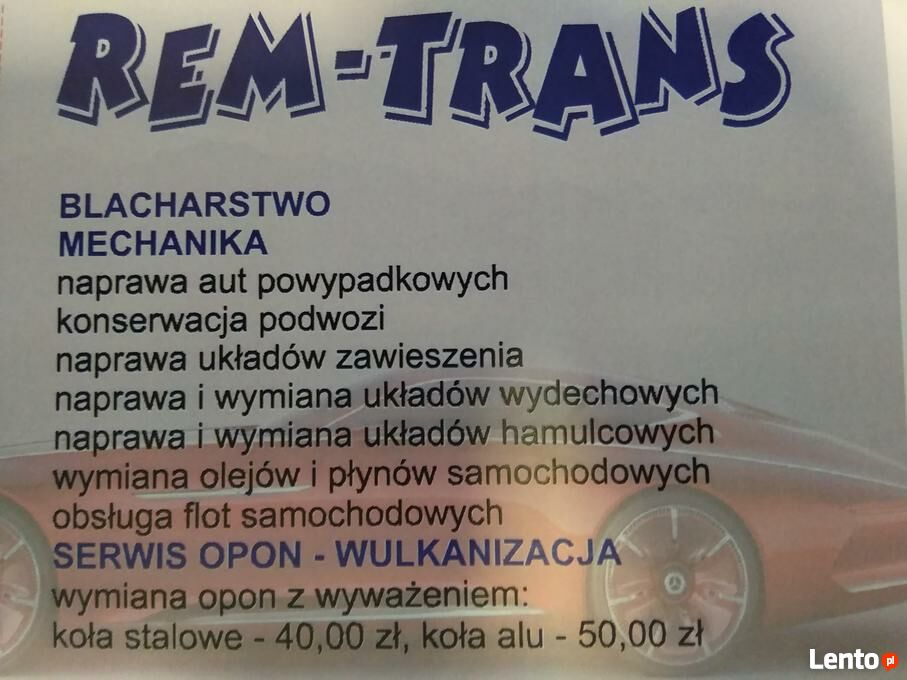 REM-TRANS
BLACHARSTWO
MECHANIKA
naprawa aut powypadkowych
konserwacja podwozi
naprawa układów zawieszenia
naprawa i wymiana układów wydechowych
naprawa i wymiana układów hamulcowych
wymiana olejów i płynów samochodowych
obsługa flot samochodowych
SERWIS OPON - WULKANIZACJA
wymiana opon z wyważeniem:
koła stalowe - 40,00 zł, koła alu - 50,00 zł
Lento pl